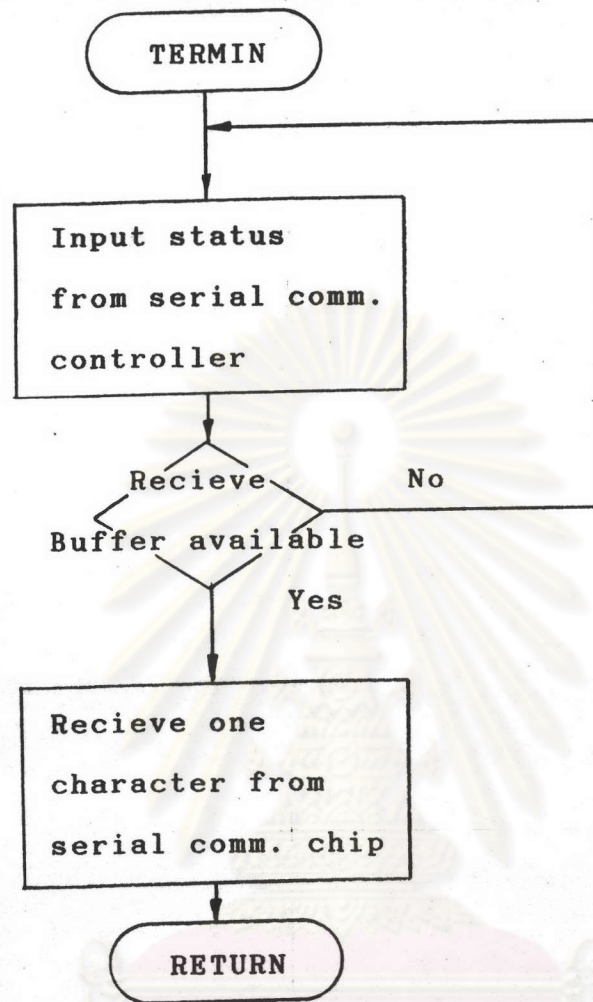 TERMIN
Input status
from serial comm.
controller
Recieve
No
Buffer available
Yes
Recieve one
character from
serial comm. chip
RETURN